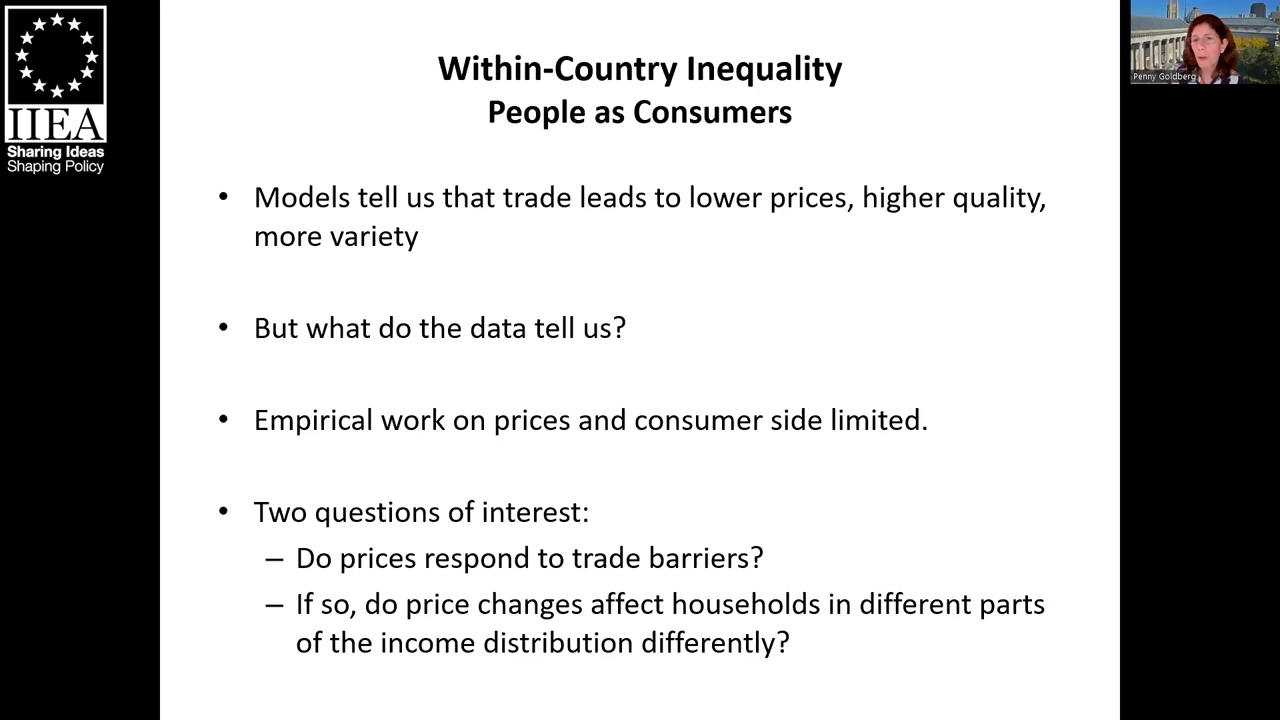 IIEA
Sharing Ideas
Shaping Policy
Within-Country Inequality
People as Consumers
• Models tell us that trade leads to lower prices, higher quality,
more variety
• But what do the data tell us?
• Empirical work on prices and consumer side limited.
• Two questions of interest:
– Do prices respond to trade barriers?
– If so, do price changes affect households in different parts
of the income distribution differently?
Penny Goldberg